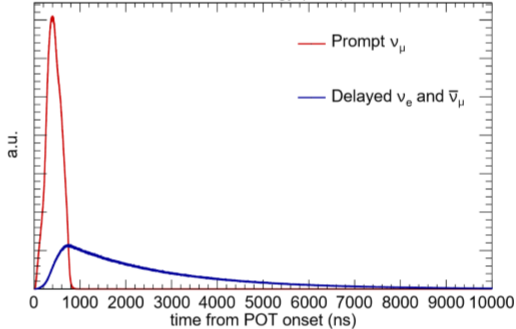 Prompt νμ
Delayed νe and ν̅μ
a.u.
0 1000 2000 3000 4000 5000 6000 7000 8000 9000 10000
time from POT onset (ns)